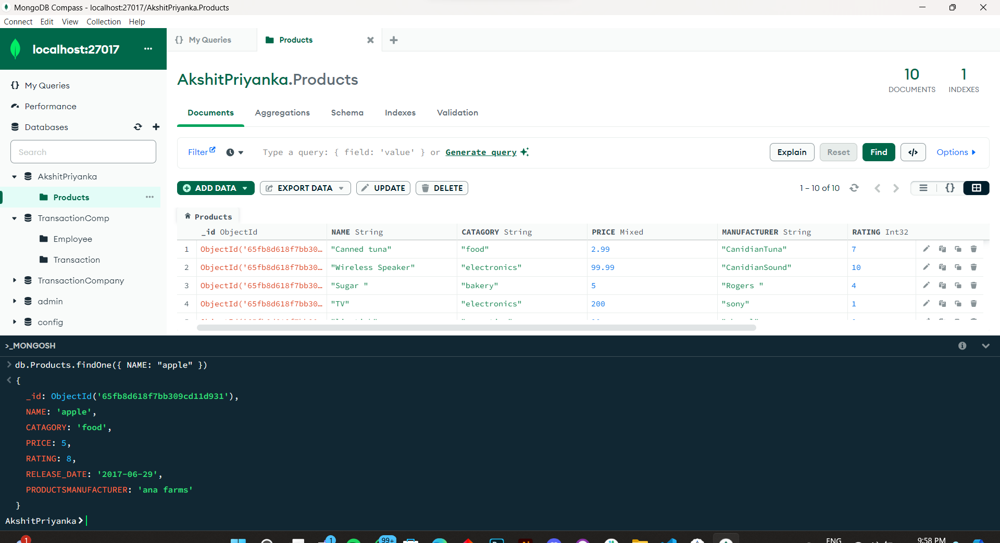 MongoDB Compass - localhost:27017/AkshitPriyanka.Products
Connect Edit View Collection Help
localhost:27017 ...
{} My Queries
Products
My Queries
Performance
Databases
Search
AkshitPriyanka
Products ...
TransactionComp
Employee
Transaction
TransactionCompany
admin
config
AkshitPriyanka.Products
10 DOCUMENTS
1 INDEXES
Documents Aggregations Schema Indexes Validation
Filter Type a query: { field: 'value' } or Generate query Explain Reset Find </> Options
ADD DATA EXPORT DATA UPDATE DELETE 1 – 10 of 10 {}
Products
_id ObjectId NAME String CATAGORY String PRICE Mixed MANUFACTURER String RATING Int32
1 ObjectId('65fb8d618f7bb30… "Canned tuna" "food" 2.99 "CanidianTuna" 7
2 ObjectId('65fb8d618f7bb30… "Wireless Speaker" "electronics" 99.99 "CanidianSound" 10
3 ObjectId('65fb8d618f7bb30… "Sugar " "bakery" 5 "Rogers " 4
4 ObjectId('65fb8d618f7bb30… "TV" "electronics" 200 "sony" 1
>_MONGOSH
> db.Products.findOne({ NAME: "apple" })
< {
_id: ObjectId('65fb8d618f7bb309cd11d931'),
NAME: 'apple',
CATAGORY: 'food',
PRICE: 5,
RATING: 8,
RELEASE_DATE: '2017-06-29',
PRODUCTSMANUFACTURER: 'ana farms'
}
AkshitPriyanka>
1 1 99+ ENG 9:58 PM